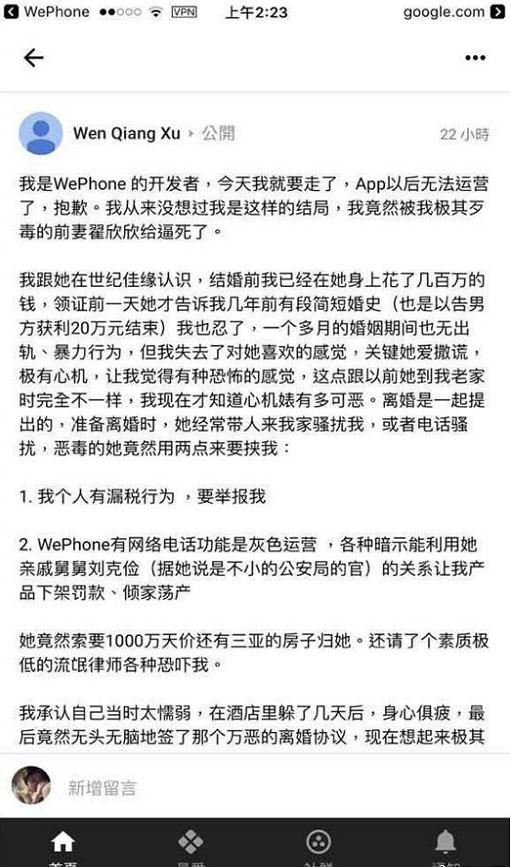 WePhone VPN 上午2:23 google.com
Wen Qiang Xu 公開 22 小時
我是WePhone 的开发者，今天我就要走了，App以后无法运营
了，抱歉。我从来没想过我是这样的结局，我竟然被我极其歹
毒的前妻翟欣欣给逼死了。
我跟她在世纪佳缘认识，结婚前我已经在她身上花了几百万的
钱，领证前一天她才告诉我几年前有段简短婚史（也是以告男
方获利20万元结束）我也忍了，一个多月的婚姻期间也无出
轨、暴力行为，但我失去了对她喜欢的感觉，关键她爱撒谎，
极有心机，让我觉得有种恐怖的感觉，这点跟以前她到我老家
时完全不一样，我现在才知道心机婊有多可恶。离婚是一起提
出的，准备离婚时，她经常带人来我家骚扰我，或者电话骚
扰，恶毒的她竟然用两点来要挟我：
1. 我个人有漏税行为 ，要举报我
2. WePhone有网络电话功能是灰色运营 ，各种暗示能利用她
亲戚舅舅刘克俭（据她说是不小的公安局的官）的关系让我产
品下架罚款、倾家荡产
她竟然索要1000万天价还有三亚的房子归她。还请了个素质极
低的流氓律师各种恐吓我。
我承认自己当时太懦弱，在酒店里躲了几天后，身心俱疲，最
后竟然无头无脑地签了那个万恶的离婚协议，现在想起来极其
新增留言